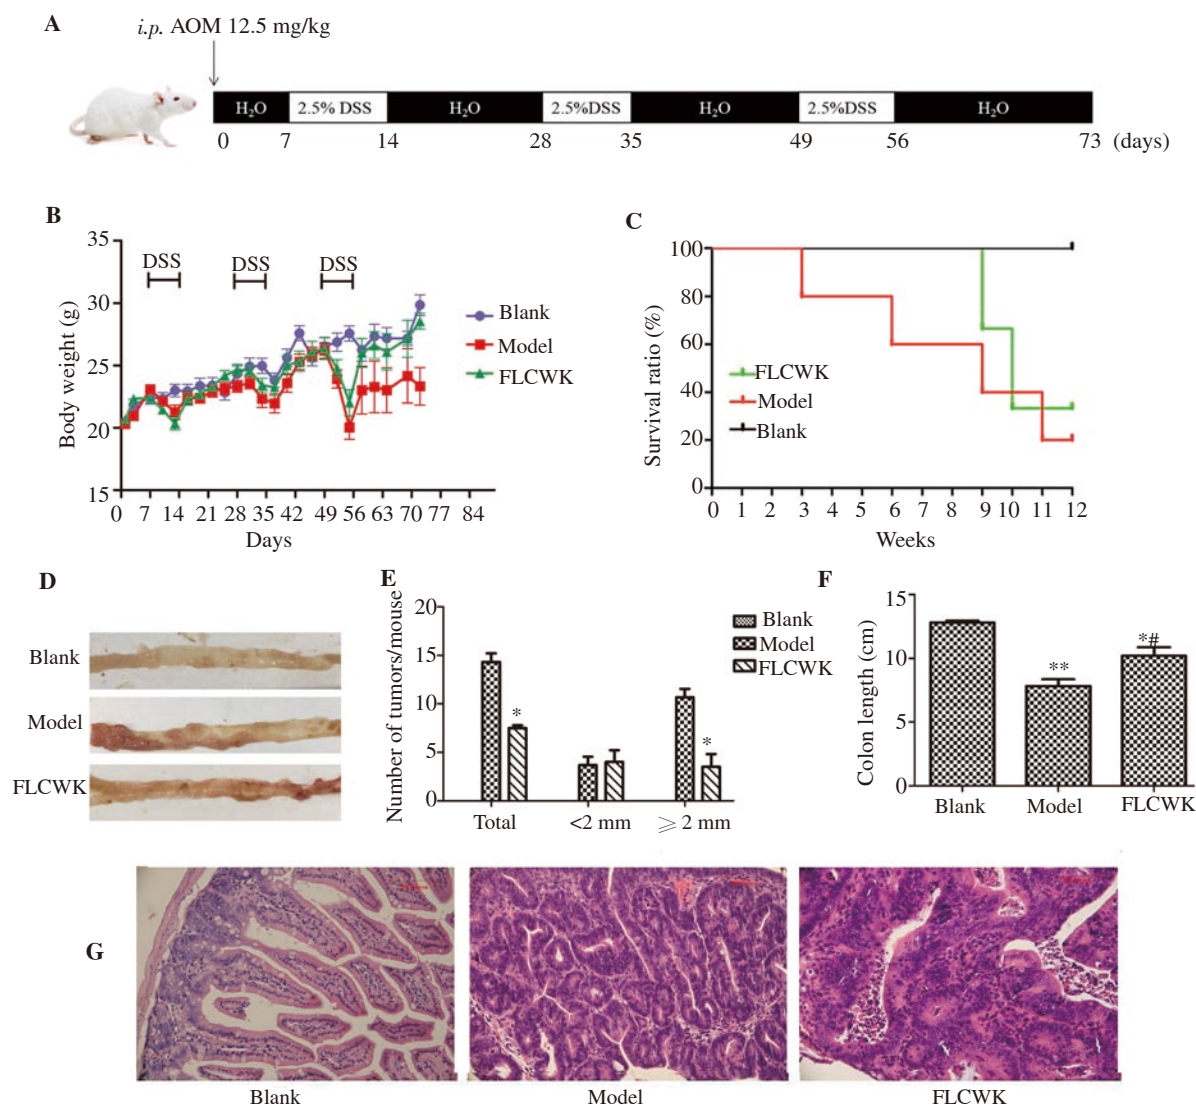 A
i.p. AOM 12.5 mg/kg
H₂O 2.5% DSS H₂O 2.5%DSS H₂O 2.5%DSS H₂O
0 7 14 28 35 49 56 73 (days)
B
Body weight (g)
35
30
25
20
15
DSS DSS DSS
Blank
Model
FLCWK
0 7 14 21 28 35 42 49 56 63 70 77 84
Days
C
Survival ratio (%)
100
80
60
40
20
0
FLCWK
Model
Blank
0 1 2 3 4 5 6 7 8 9 10 11 12
Weeks
D
Blank
Model
FLCWK
E
Number of tumors/mouse
20
15
10
5
0
* *
Blank
Model
FLCWK
Total <2 mm ⩾ 2 mm
F
Colon length (cm)
15
10
5
0
**
*#
Blank Model FLCWK
G
Blank Model FLCWK